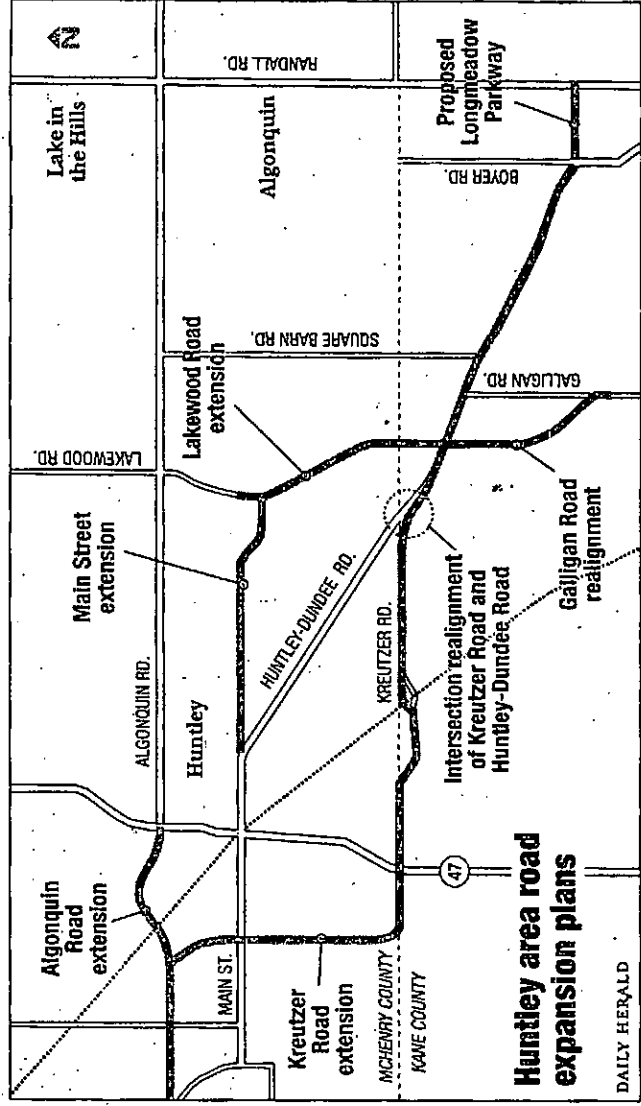 N
Lake in
the Hills
RANDALL RD.
LAKEWOOD RD.
Main Street
extension
Lakewood Road
extension
Algonquin
ALGONQUIN RD.
SQUARE BARN RD.
Huntley
HUNTLEY-DUNDEE RD.
Algonquin
Road
extension
MAIN ST.
Kreutzer
Road
extension
KREUTZER RD.
MCHENRY COUNTY
KANE COUNTY
Proposed
Longmeadow
Parkway
BOYER RD.
GALLIGAN RD.
Intersection realignment
of Kreutzer Road and
Huntley-Dundee Road
Galligan Road
realignment
47
Huntley area road
expansion plans
DAILY HERALD